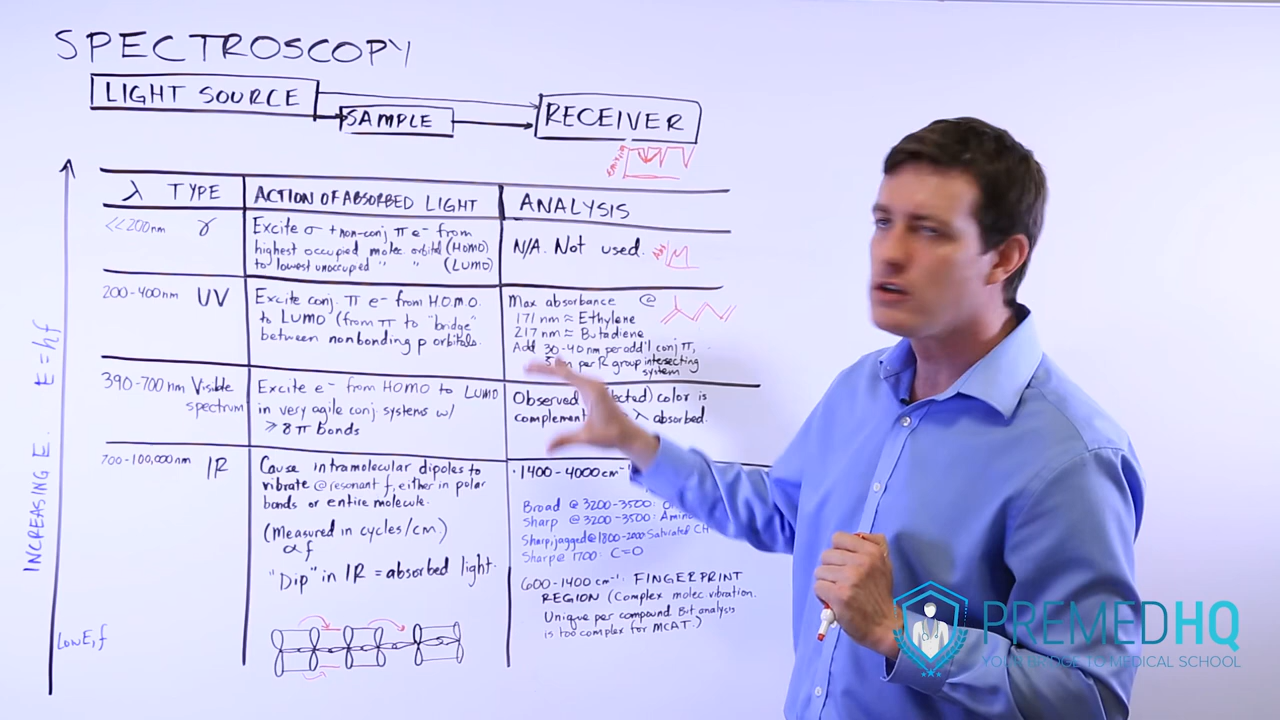 SPECTROSCOPY
LIGHT SOURCE
SAMPLE
RECEIVER
λ TYPE
ACTION OF ABSORBED LIGHT
ANALYSIS
<<200nm γ
Excite σ + non-conj π e- from
highest occupied molec orbital (HOMO)
to lowest unoccupied " " (LUMO)
N/A. Not used.
200-400nm UV
Excite conj. π e- from H.O.M.O.
to LUMO (from π to "bridge"
between nonbonding p orbitals.
Max absorbance @
171 nm ≈ Ethylene
217 nm ≈ Butadiene
Add 30-40 nm per add'l conj π,
5 nm per R group intersecting
system
390-700 nm Visible
spectrum
Excite e- from HOMO to LUMO
in very agile conj. systems w/
≥ 8 π bonds
Observed color is
λ absorbed.
700-100,000nm IR
Cause intramolecular dipoles to
vibrate @ resonant f, either in polar
bonds or entire molecule.
(Measured in cycles/cm.)
∝ f
"Dip" in IR = absorbed light.
· 1400-4000cm⁻¹
Broad @ 3200-3500:
Sharp @ 3200-3500:
Sharp, jagged @ 1800-2000 Saturated CH
Sharp @ 1700: C=O
600-1400 cm⁻¹: FINGERPRINT
REGION (Complex molec. vibration.
Unique per compound. But analysis
is too complex for MCAT.)
INCREASING E. E=hf
Low E, f
PREMEDHQ
YOUR BRIDGE TO MEDICAL SCHOOL